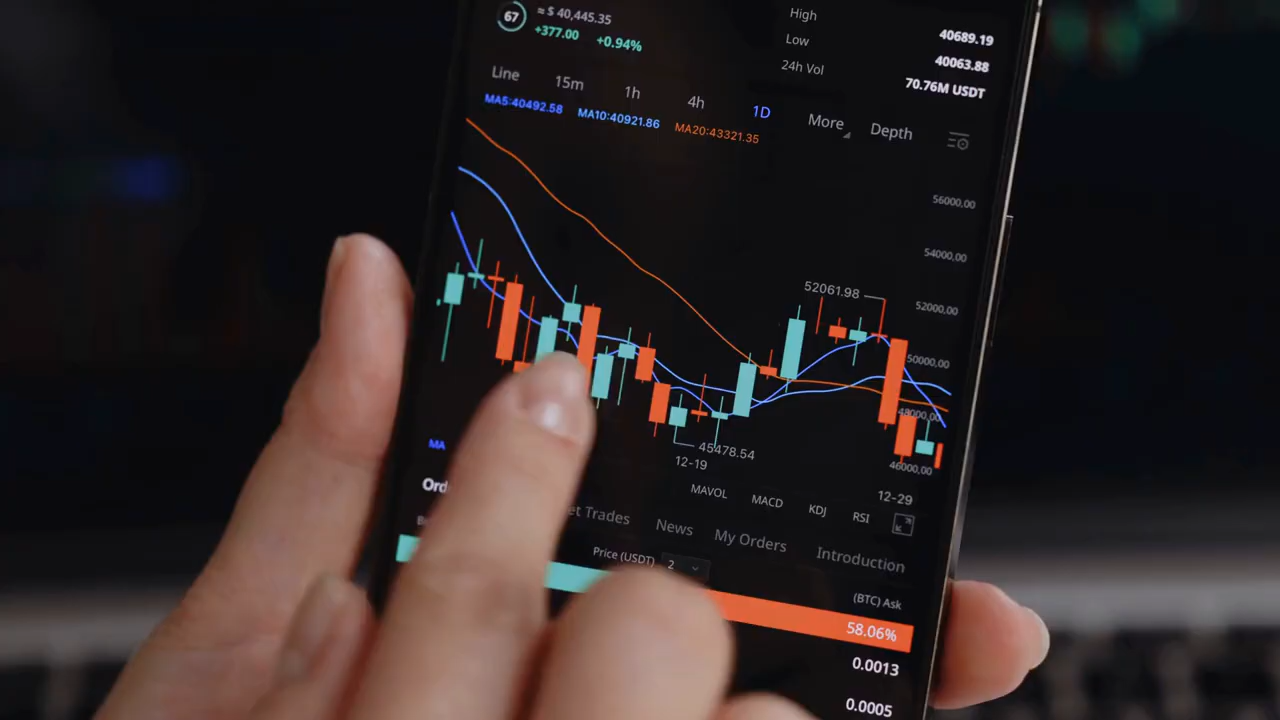 67
≈ $ 40,445.35
+377.00 +0.94%
High 40689.19
Low 40063.88
24h Vol 70.76M USDT
Line 15m 1h 4h 1D More Depth
MA5:40492.58 MA10:40921.86 MA20:43321.35
56000,00
54000,00
52061.98
52000,00
50000,00
48000,00
46000,00
45478.54
12-19
12-29
MA
MAVOL MACD KDJ RSI
Ord
et Trades News My Orders Introduction
Price (USDT) 2
(BTC) Ask
58.06%
0.0013
0.0005